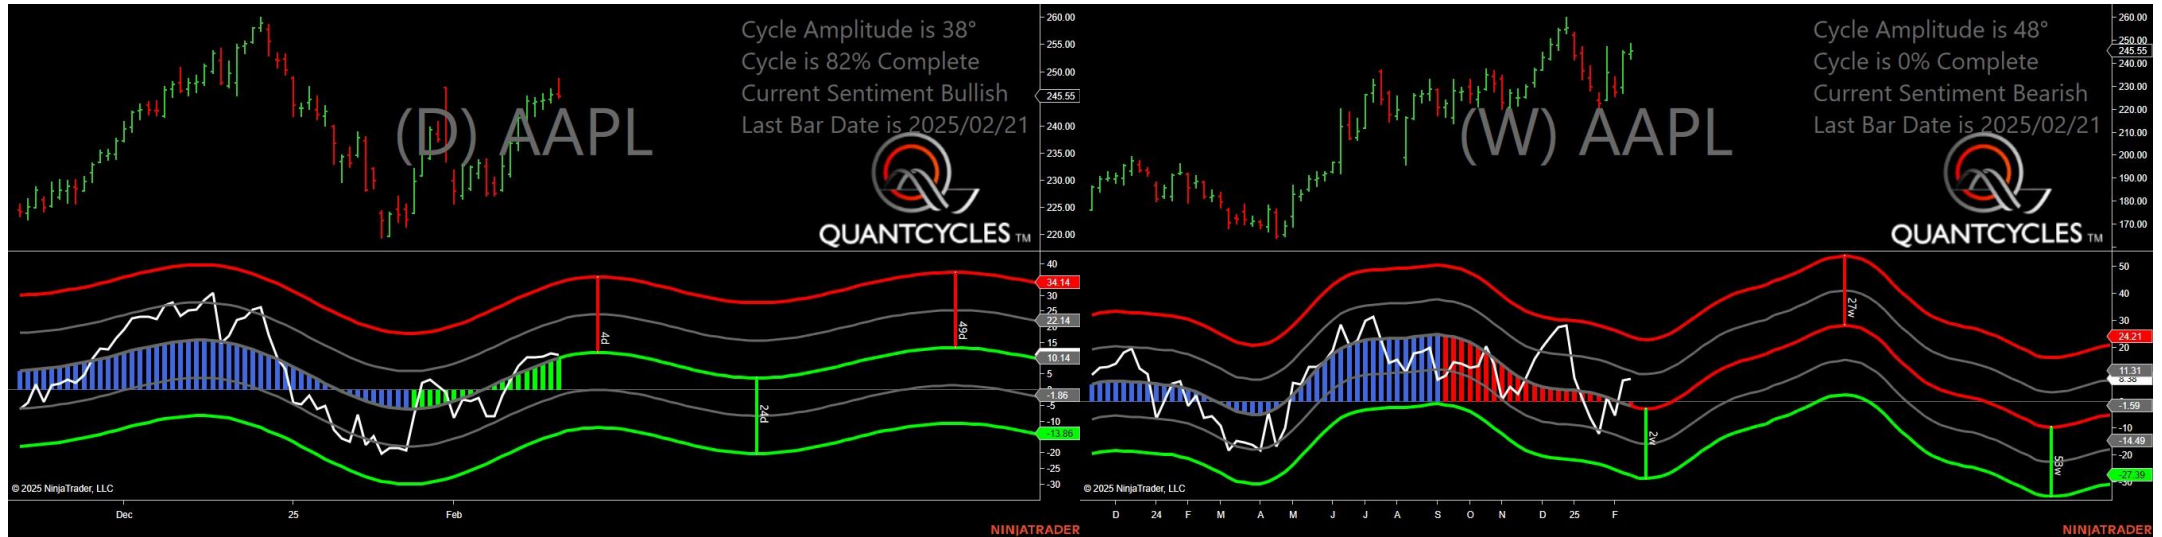 Cycle Amplitude is 38°
Cycle is 82% Complete
Current Sentiment Bullish
Last Bar Date is 2025/02/21
(D) AAPL
QUANTCYCLES TM
260.00
255.00
250.00
245.55
240.00
235.00
230.00
225.00
220.00
40
34.14
30
22.14
15
10.14
5
-1.86
-5
-13.86
-20
-25
-30
4d
24d
49d
© 2025 NinjaTrader, LLC
Dec
25
Feb
NINJATRADER
Cycle Amplitude is 48°
Cycle is 0% Complete
Current Sentiment Bearish
Last Bar Date is 2025/02/21
(W) AAPL
QUANTCYCLES TM
260.00
250.00
245.55
240.00
230.00
220.00
210.00
200.00
190.00
180.00
170.00
50
40
30
24.21
20
11.31
8.38
-1.59
-10
-14.49
-20
-27.39
27w
2w
53w
© 2025 NinjaTrader, LLC
D 24 F M A M J J A S O N D 25 F
NINJATRADER